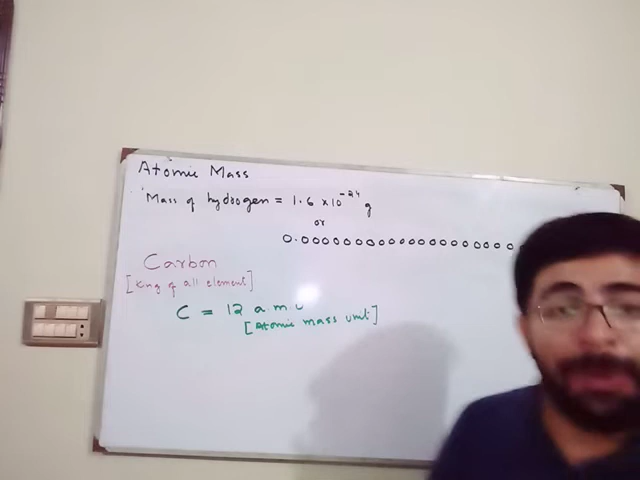 Atomic Mass
Mass of hydrogen = 1.6 x 10⁻²⁴ g
or
0.00000000000000000000
Carbon
[King of all element]
C = 12 a.m.u
[Atomic mass unit]